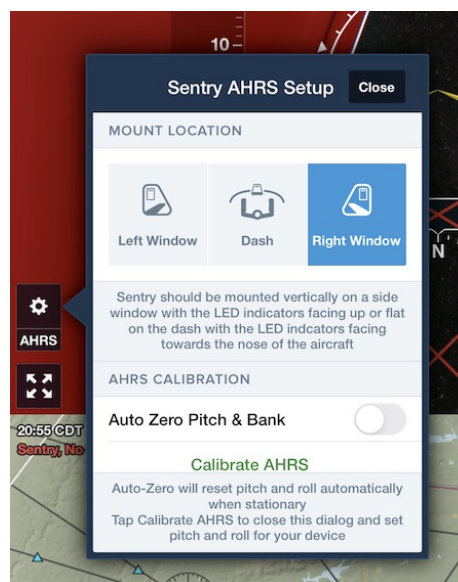 10
Sentry AHRS Setup
Close
MOUNT LOCATION
Left Window
Dash
Right Window
N
Sentry should be mounted vertically on a side
window with the LED indicators facing up or flat
on the dash with the LED indcators facing
towards the nose of the aircraft
AHRS
AHRS CALIBRATION
Auto Zero Pitch & Bank
20:55 CDT
Sentry, No
Calibrate AHRS
Auto-Zero will reset pitch and roll automatically
when stationary
Tap Calibrate AHRS to close this dialog and set
pitch and roll for your device